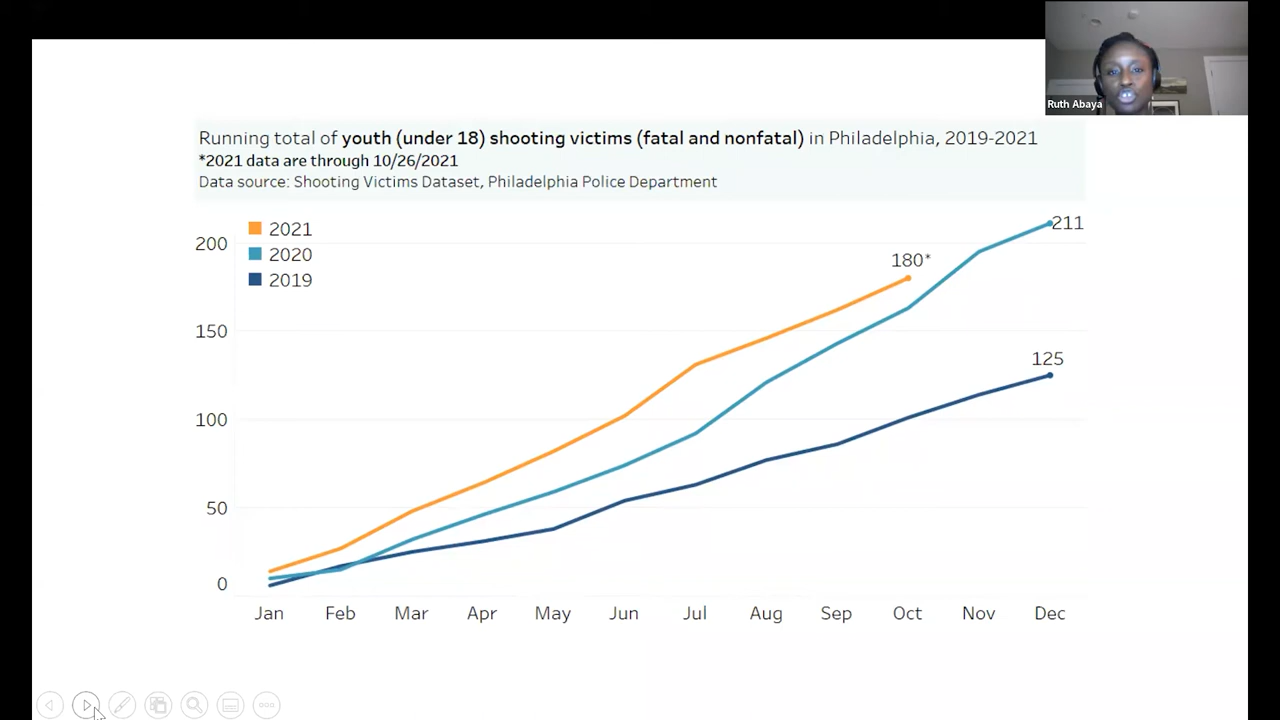 Ruth Abaya
Running total of youth (under 18) shooting victims (fatal and nonfatal) in Philadelphia, 2019-2021
*2021 data are through 10/26/2021
Data source: Shooting Victims Dataset, Philadelphia Police Department
2021
2020
2019
200
150
100
50
0
211
180*
125
Jan Feb Mar Apr May Jun Jul Aug Sep Oct Nov Dec